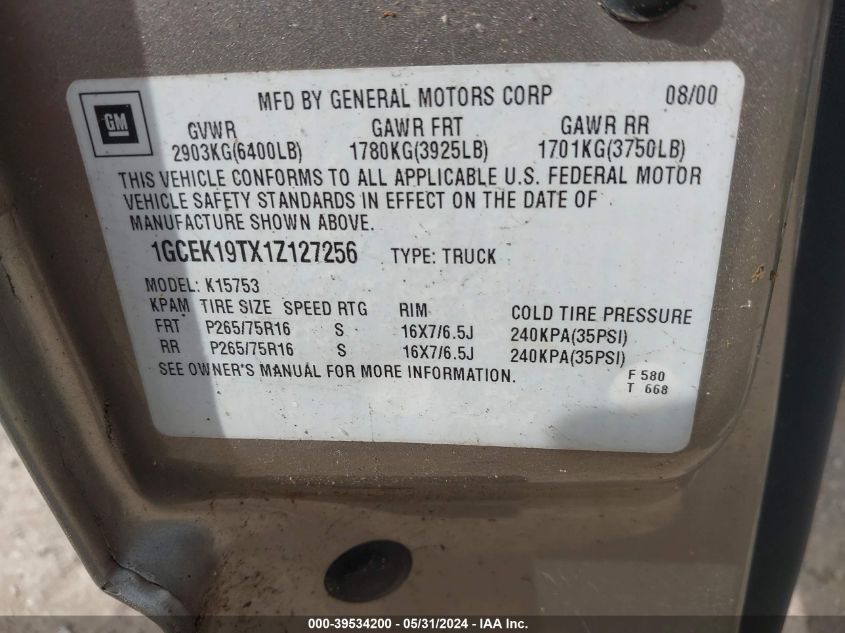 MFD BY GENERAL MOTORS CORP 08/00
GM
GVWR GAWR FRT GAWR RR
2903KG(6400LB) 1780KG(3925LB) 1701KG(3750LB)
THIS VEHICLE CONFORMS TO ALL APPLICABLE U.S. FEDERAL MOTOR
VEHICLE SAFETY STANDARDS IN EFFECT ON THE DATE OF
MANUFACTURE SHOWN ABOVE.
1GCEK19TX1Z127256 TYPE: TRUCK
MODEL: K15753
KPAM TIRE SIZE SPEED RTG RIM COLD TIRE PRESSURE
FRT P265/75R16 S 16X7/6.5J 240KPA(35PSI)
RR P265/75R16 S 16X7/6.5J 240KPA(35PSI)
SEE OWNER'S MANUAL FOR MORE INFORMATION.
F 580
T 668
000-39534200 - 05/31/2024 - IAA Inc.